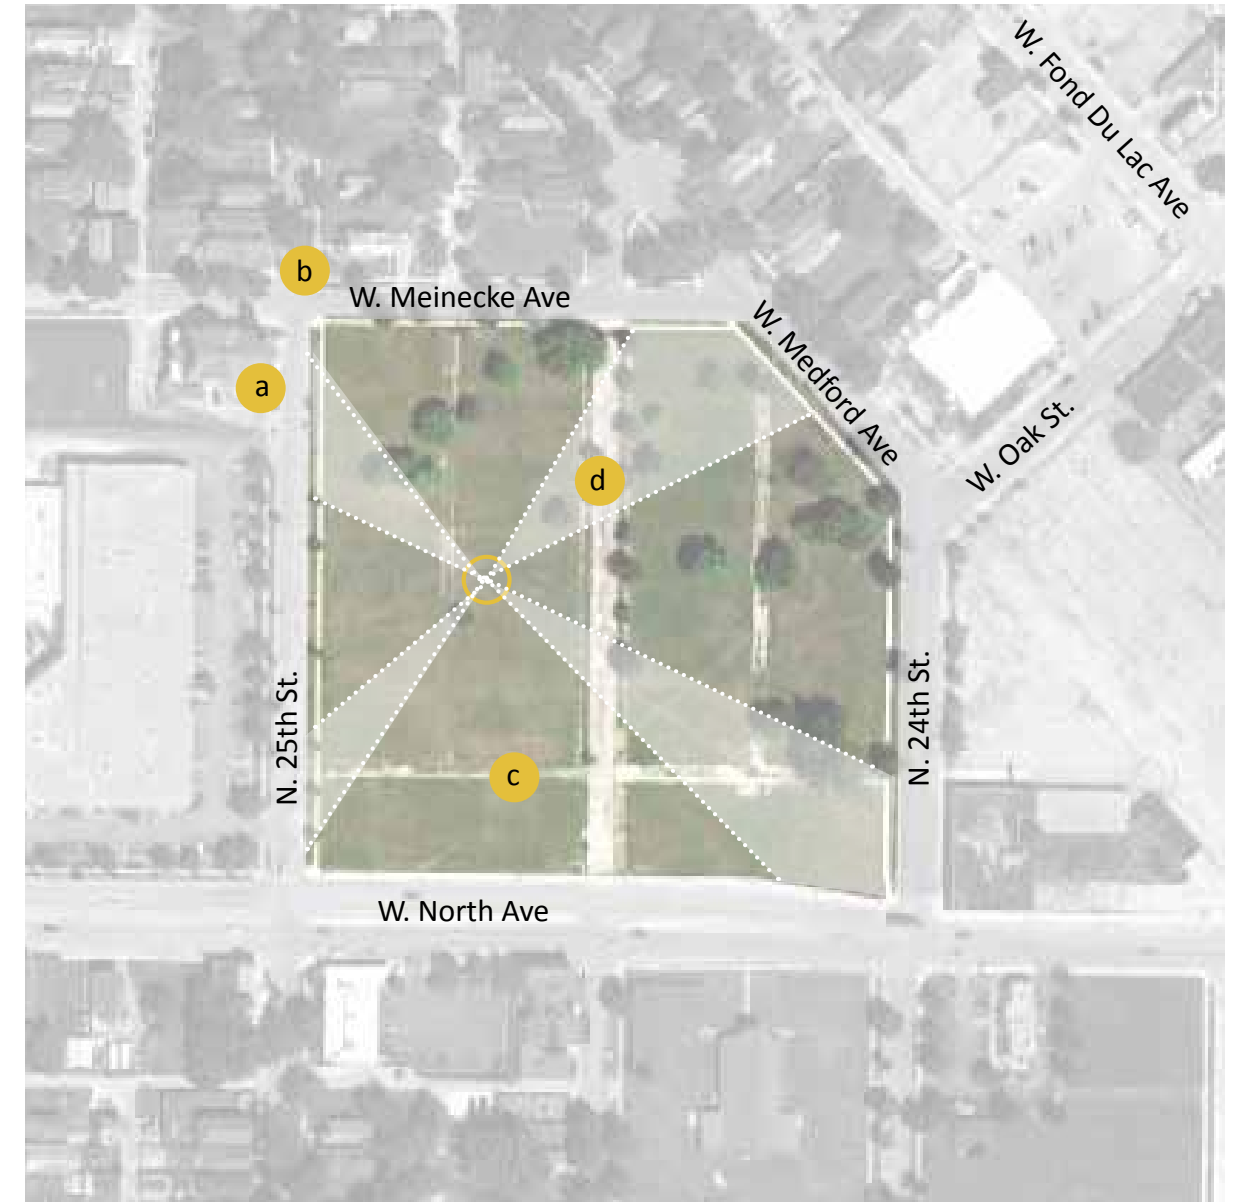 W. Fond Du Lac Ave
b
W. Meinecke Ave
W. Medford Ave
a
W. Oak St.
d
N. 25th St.
N. 24th St.
c
W. North Ave